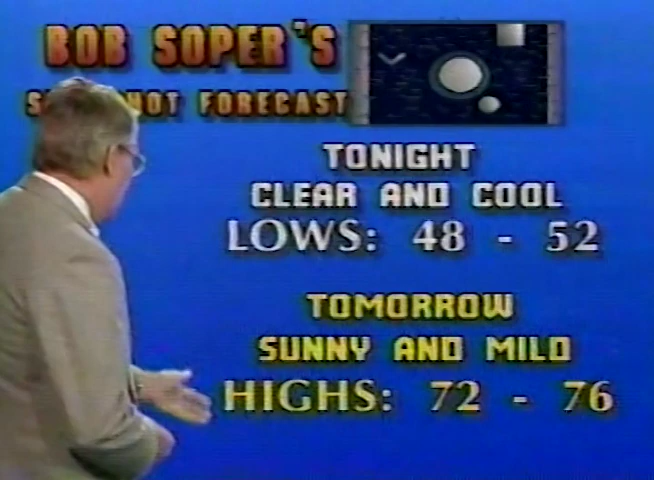 BOB SOPER'S
FORECAST
TONIGHT
CLEAR AND COOL
LOWS: 48 - 52
TOMORROW
SUNNY AND MILD
HIGHS: 72 - 76